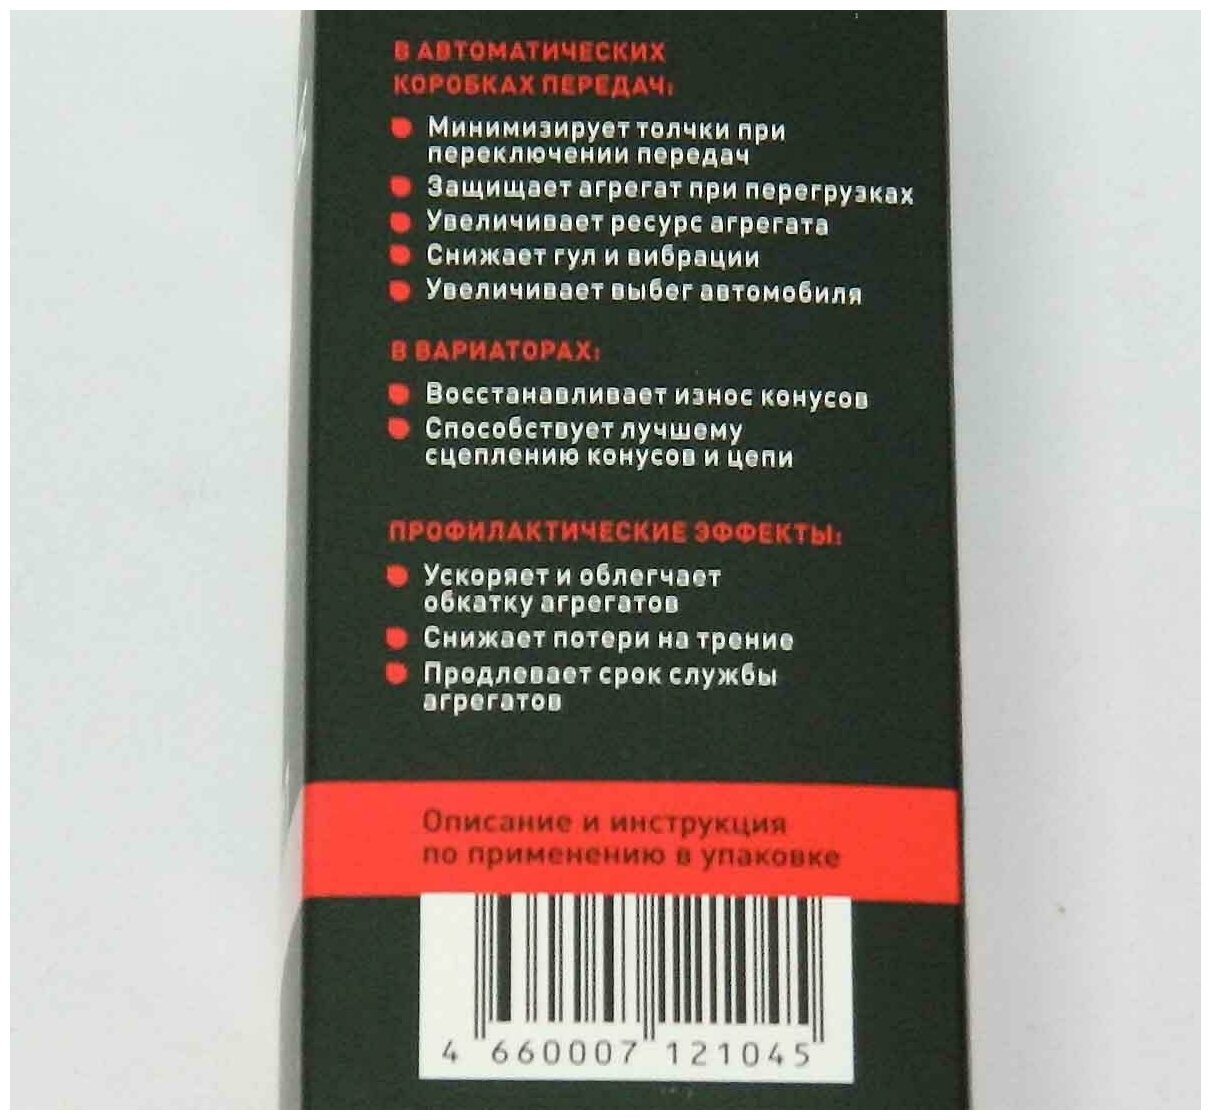 В АВТОМАТИЧЕСКИХ
КОРОБКАХ ПЕРЕДАЧ:
Минимизирует толчки при
переключении передач
Защищает агрегат при перегрузках
Увеличивает ресурс агрегата
Снижает гул и вибрации
Увеличивает выбег автомобиля
В ВАРИАТОРАХ:
Восстанавливает износ конусов
Способствует лучшему
сцеплению конусов и цепи
ПРОФИЛАКТИЧЕСКИЕ ЭФФЕКТЫ:
Ускоряет и облегчает
обкатку агрегатов
Снижает потери на трение
Продлевает срок службы
агрегатов
Описание и инструкция
по применению в упаковке
4 660007 121045